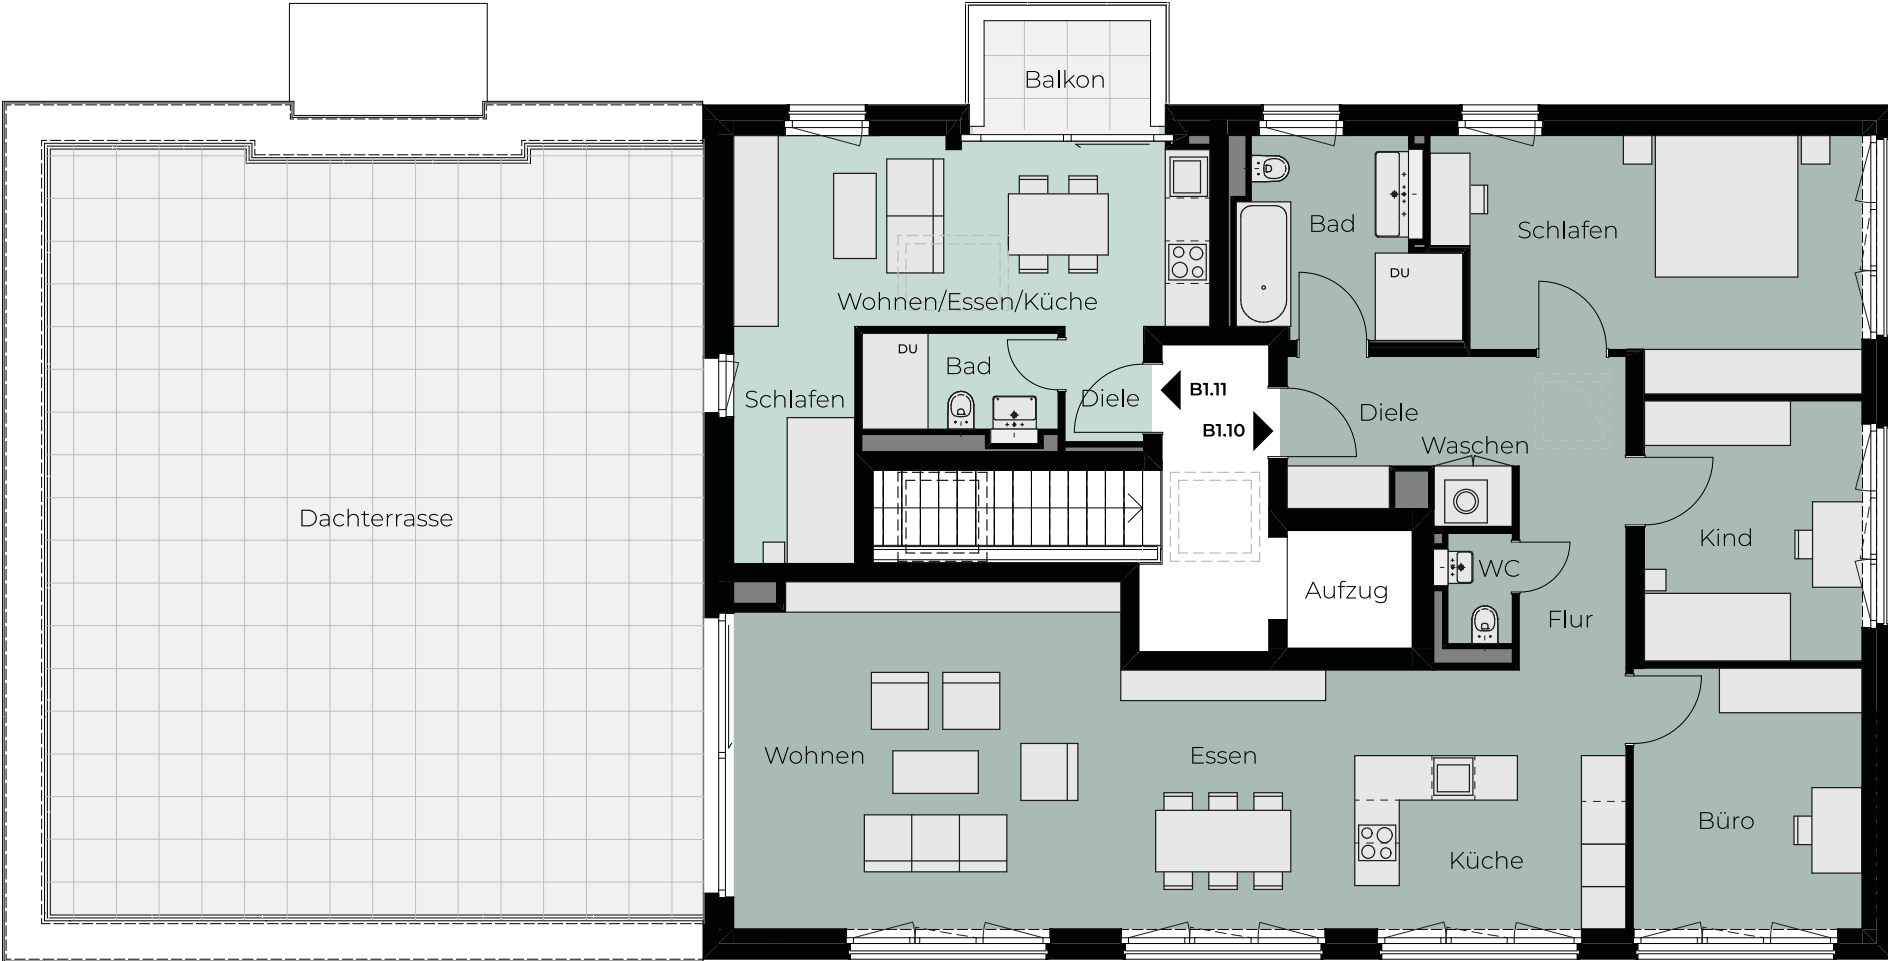 Balkon
Bad
Schlafen
DU
Wohnen/Essen/Küche
DU
Bad
Schlafen
Diele
B1.11
B1.10
Diele
Waschen
Dachterrasse
Kind
WC
Aufzug
Flur
Wohnen
Essen
Büro
Küche